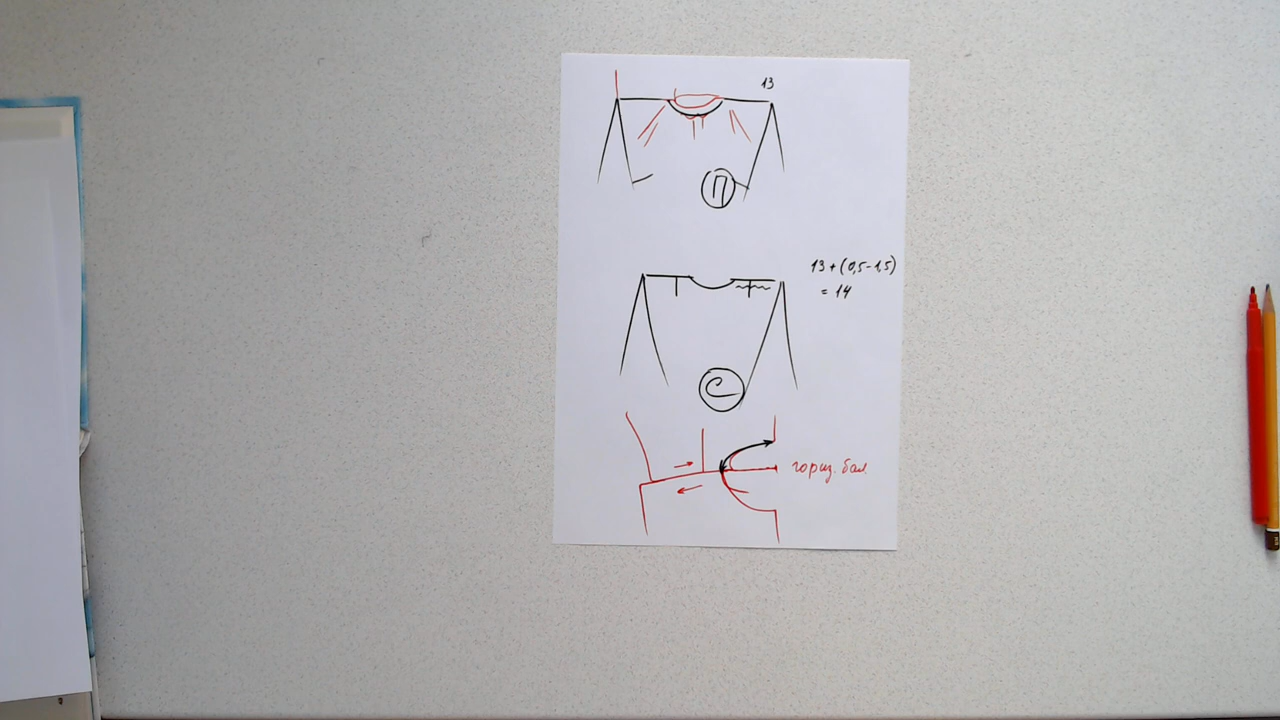 13
П
13 + (0,5 - 1,5)
= 14
С
гориз. бал